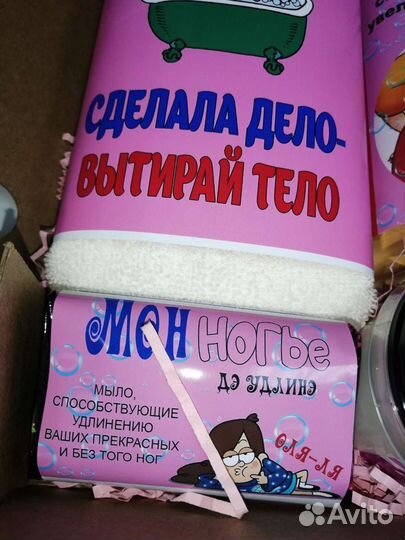 СДЕЛАЛА ДЕЛО-
ВЫТИРАЙ ТЕЛО
МОН НОГЬЕ
ДЭ УДЛИНЭ
МЫЛО,
СПОСОБСТВУЮЩИЕ
УДЛИНЕНИЮ
ВАШИХ ПРЕКРАСНЫХ
И БЕЗ ТОГО НОГ
ОЛЯ-ЛЯ
Avito